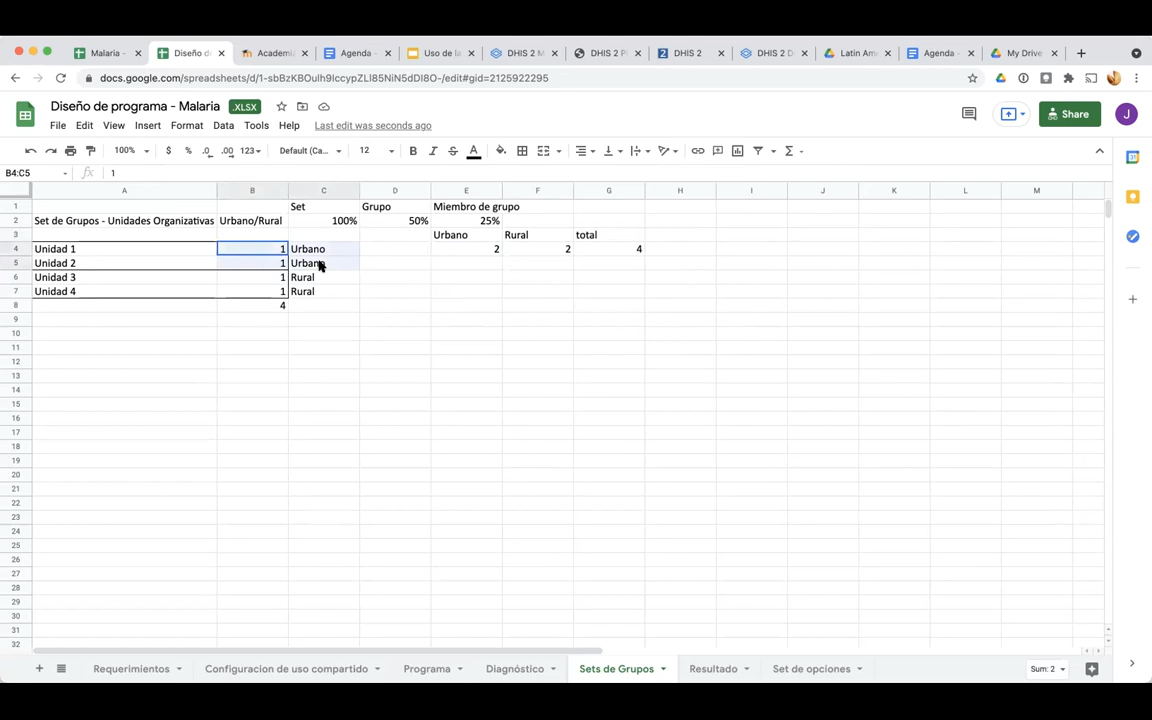 Malaria - Diseño d Academi Agenda - Uso de la DHIS 2 M DHIS 2 P DHIS 2 DHIS 2 D Latin Am Agenda - My Drive
docs.google.com/spreadsheets/d/1-sbBzKBOulh9IccypZLI85NiN5dDI8O-/edit#gid=2125922295
Diseño de programa - Malaria .XLSX
Share J
File Edit View Insert Format Data Tools Help Last edit was seconds ago
100% $ % .0 .00 123 Default (Ca... 12 B I S A
B4:C5 fx 1
A B C D E F G H I J K L M
1 Set Grupo Miembro de grupo
2 Set de Grupos - Unidades Organizativas Urbano/Rural 100% 50% 25%
3 Urbano Rural total
4 Unidad 1 1 Urbano 2 2 4
5 Unidad 2 1 Urbano
6 Unidad 3 1 Rural
7 Unidad 4 1 Rural
8 4
9
10
11
12
13
14
15
16
17
18
19
20
21
22
23
24
25
26
27
28
29
30
31
32
Requerimientos Configuracion de uso compartido Programa Diagnóstico Sets de Grupos Resultado Set de opciones Sum: 2